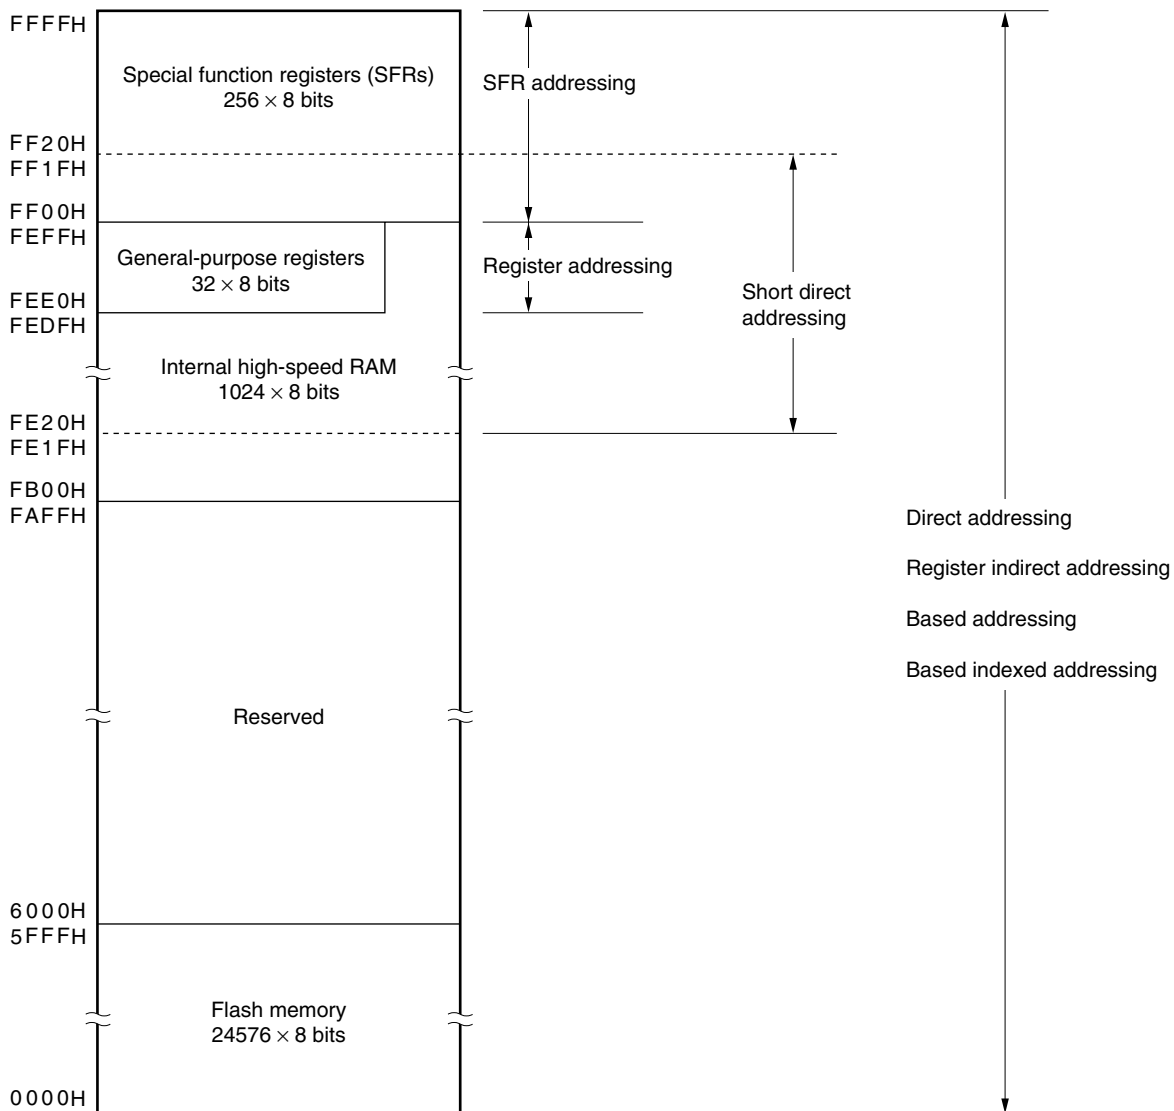 FFFFH
Special function registers (SFRs)
256 × 8 bits
SFR addressing
FF20H
FF1FH
FF00H
FEFFH
General-purpose registers
32 × 8 bits
Register addressing
FEE0H
FEDFH
Short direct
addressing
Internal high-speed RAM
1024 × 8 bits
FE20H
FE1FH
FB00H
FAFFH
Direct addressing
Register indirect addressing
Based addressing
Based indexed addressing
Reserved
6000H
5FFFH
Flash memory
24576 × 8 bits
0000H